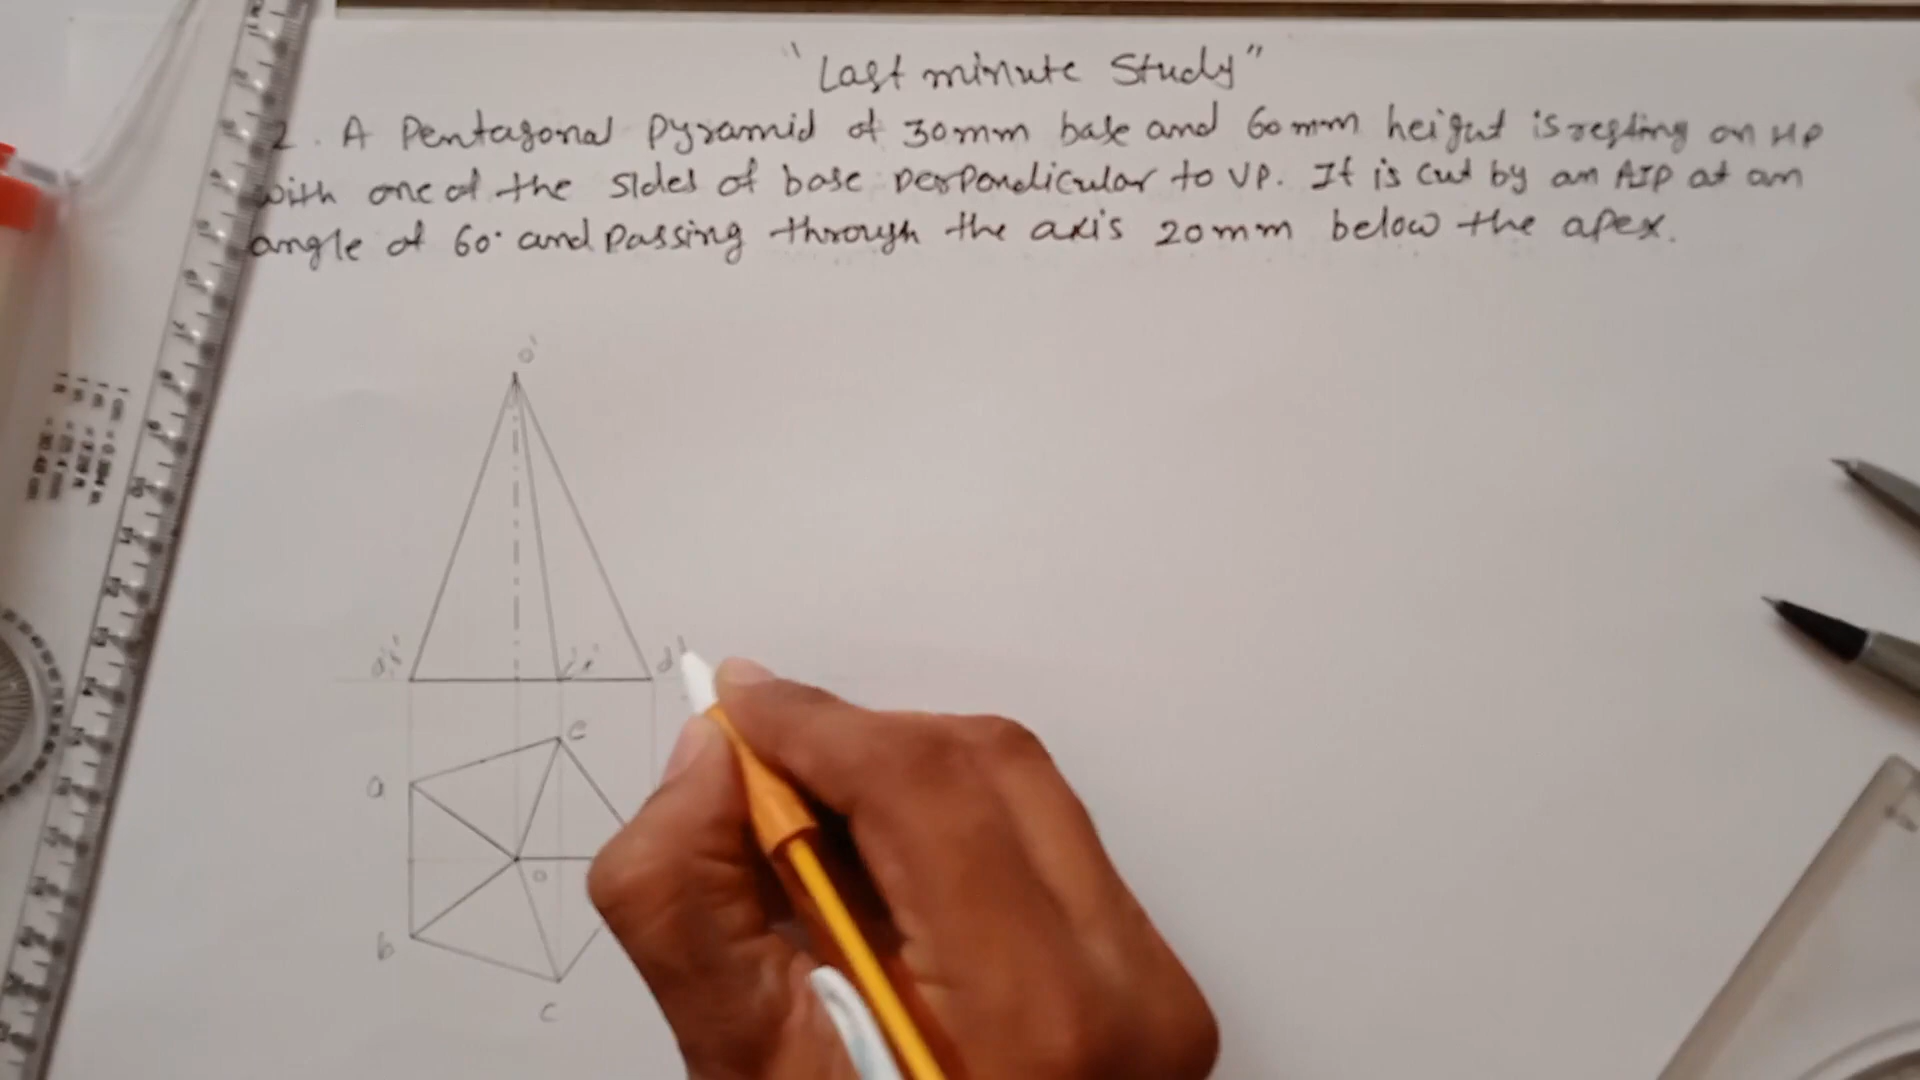 "Last minute Study"
2. A Pentagonal Pyramid of 30mm base and 60mm height is resting on HP
with one of the sides of base perpendicular to VP. It is cut by an AIP at an
angle of 60° and Passing through the axis 20mm below the apex.
o'
d'
e
a
o
b
c